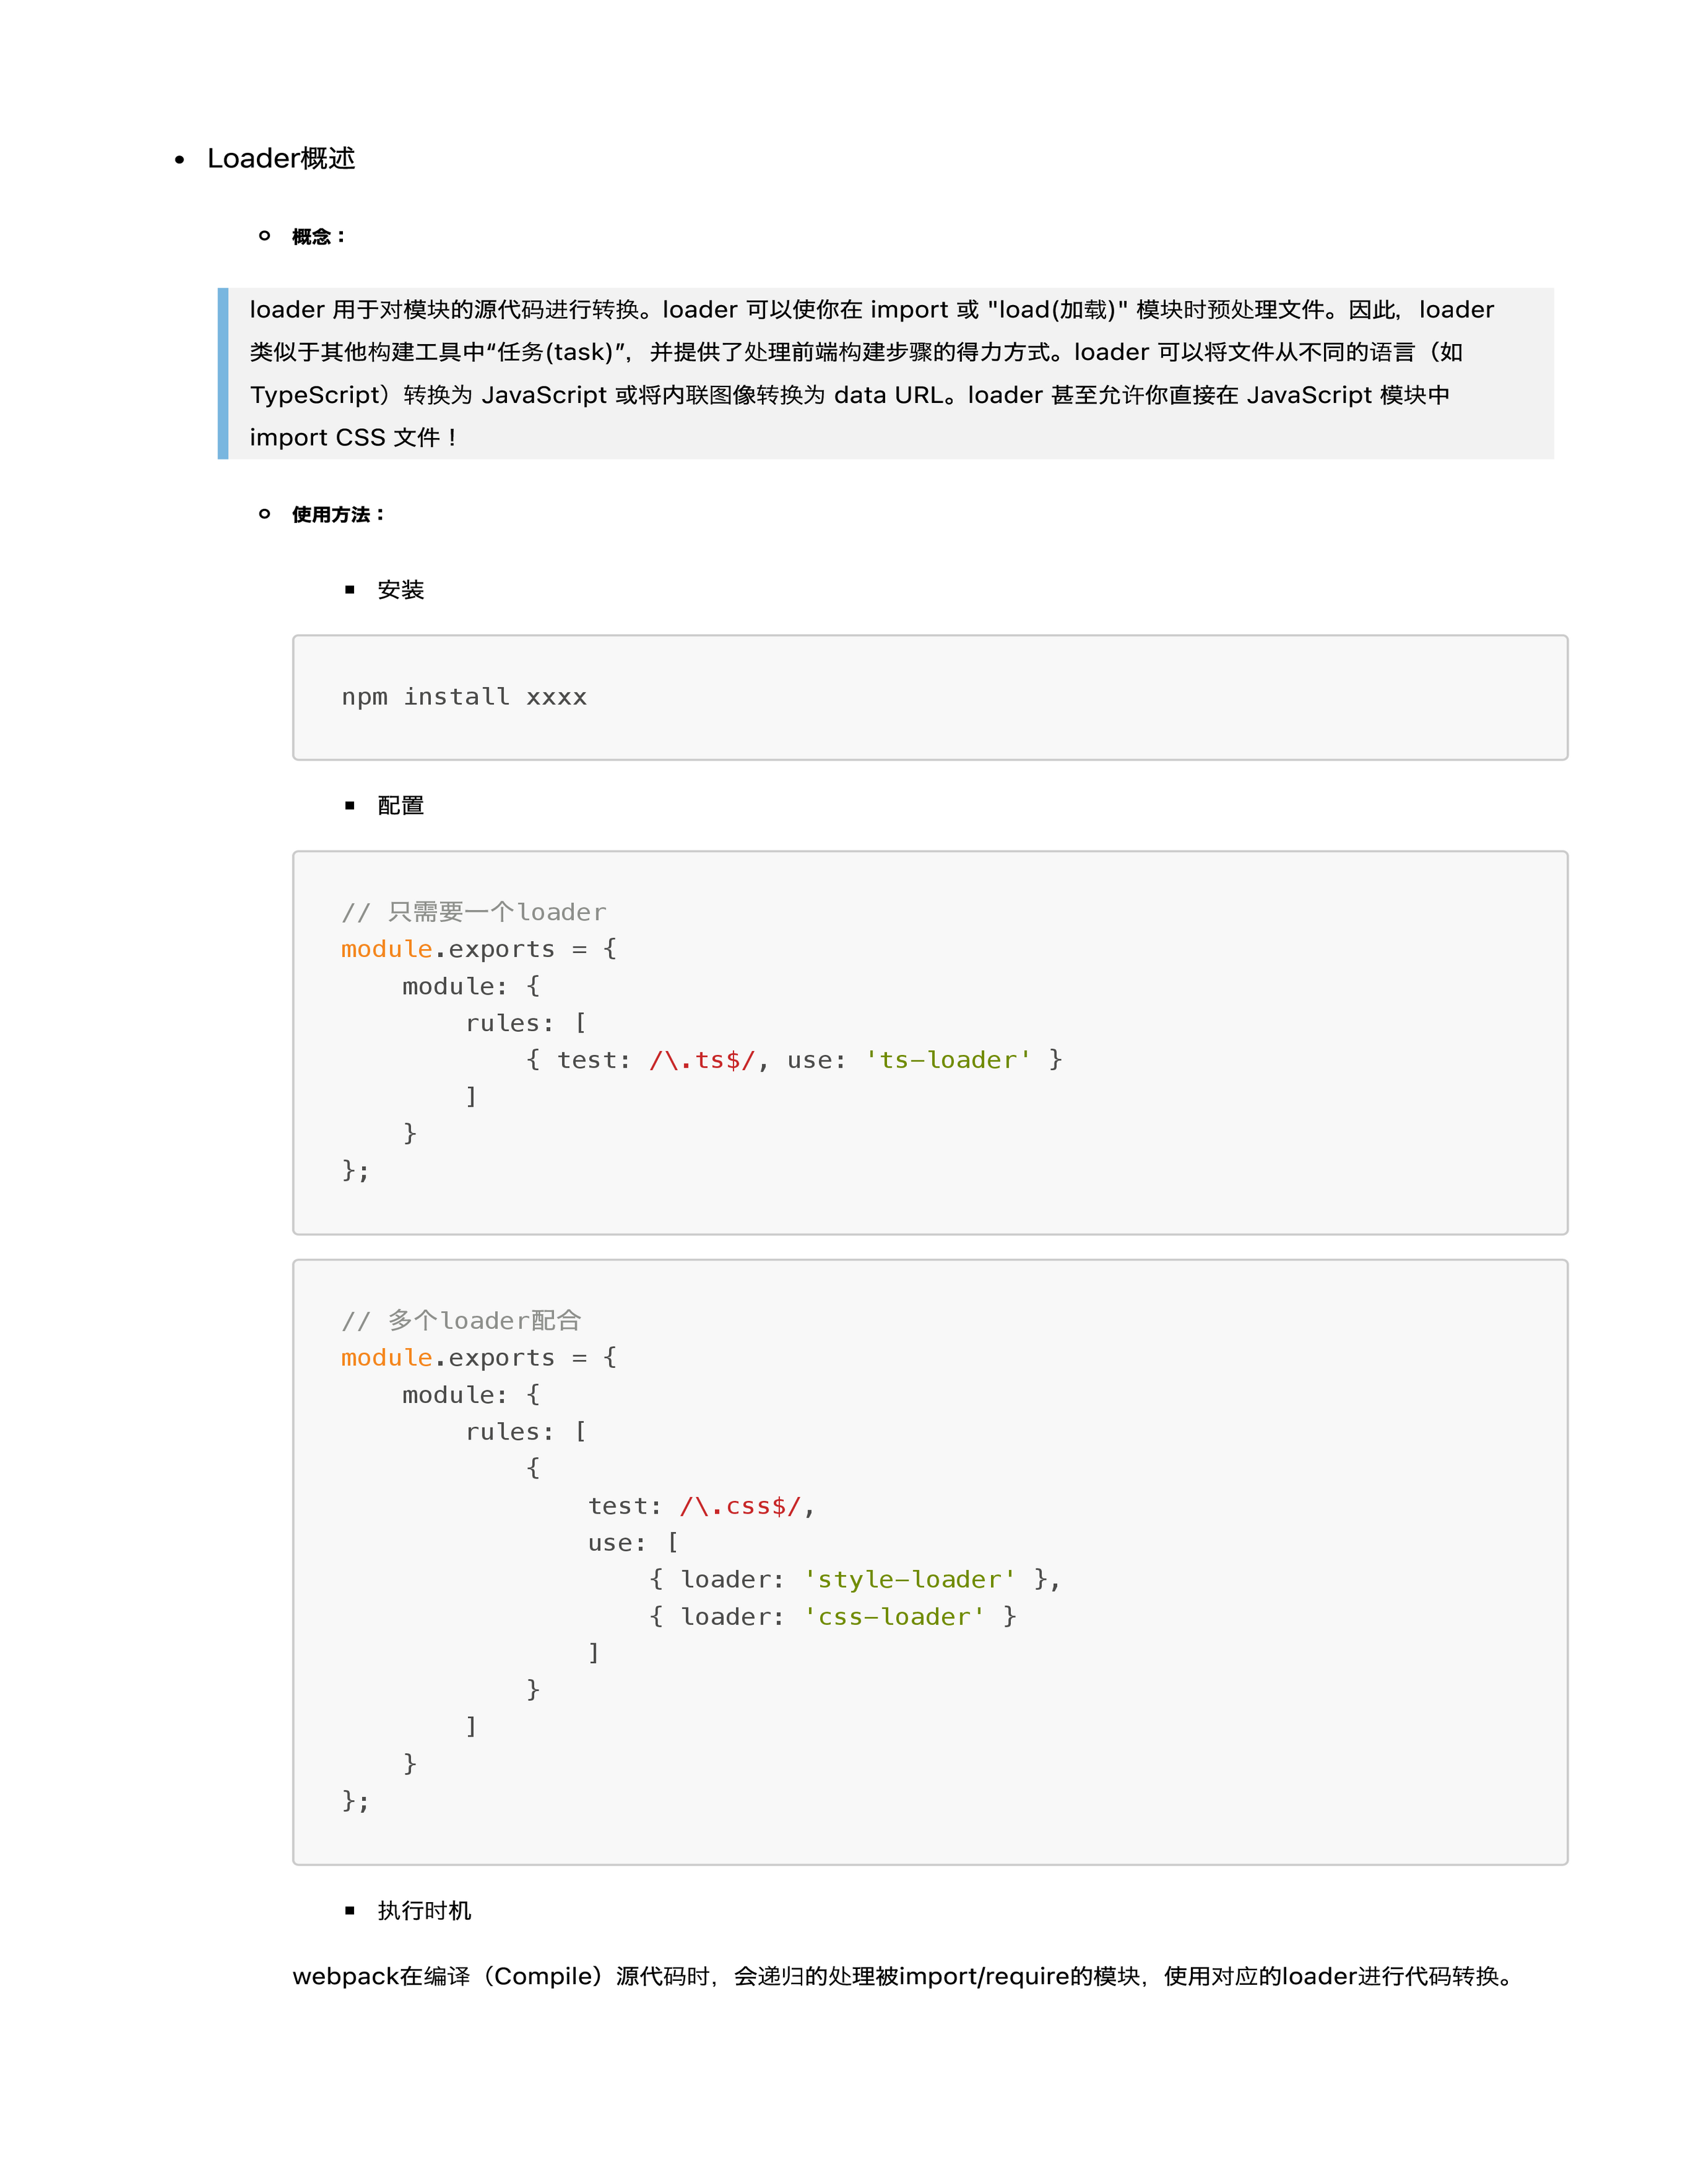 Loader概述
概念：
loader 用于对模块的源代码进行转换。loader 可以使你在 import 或 "load(加载)" 模块时预处理文件。因此，loader
类似于其他构建工具中“任务(task)”，并提供了处理前端构建步骤的得力方式。loader 可以将文件从不同的语言（如
TypeScript）转换为 JavaScript 或将内联图像转换为 data URL。loader 甚至允许你直接在 JavaScript 模块中
import CSS 文件！
使用方法：
安装
npm install xxxx
配置
// 只需要一个loader
module.exports = {
    module: {
        rules: [
            { test: /\.ts$/, use: 'ts-loader' }
        ]
    }
};
// 多个loader配合
module.exports = {
    module: {
        rules: [
            {
                test: /\.css$/,
                use: [
                    { loader: 'style-loader' },
                    { loader: 'css-loader' }
                ]
            }
        ]
    }
};
执行时机
webpack在编译（Compile）源代码时，会递归的处理被import/require的模块，使用对应的loader进行代码转换。